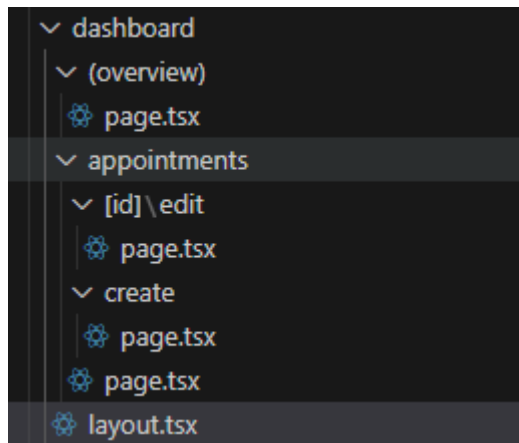 dashboard
(overview)
page.tsx
appointments
[id]\edit
page.tsx
create
page.tsx
page.tsx
layout.tsx